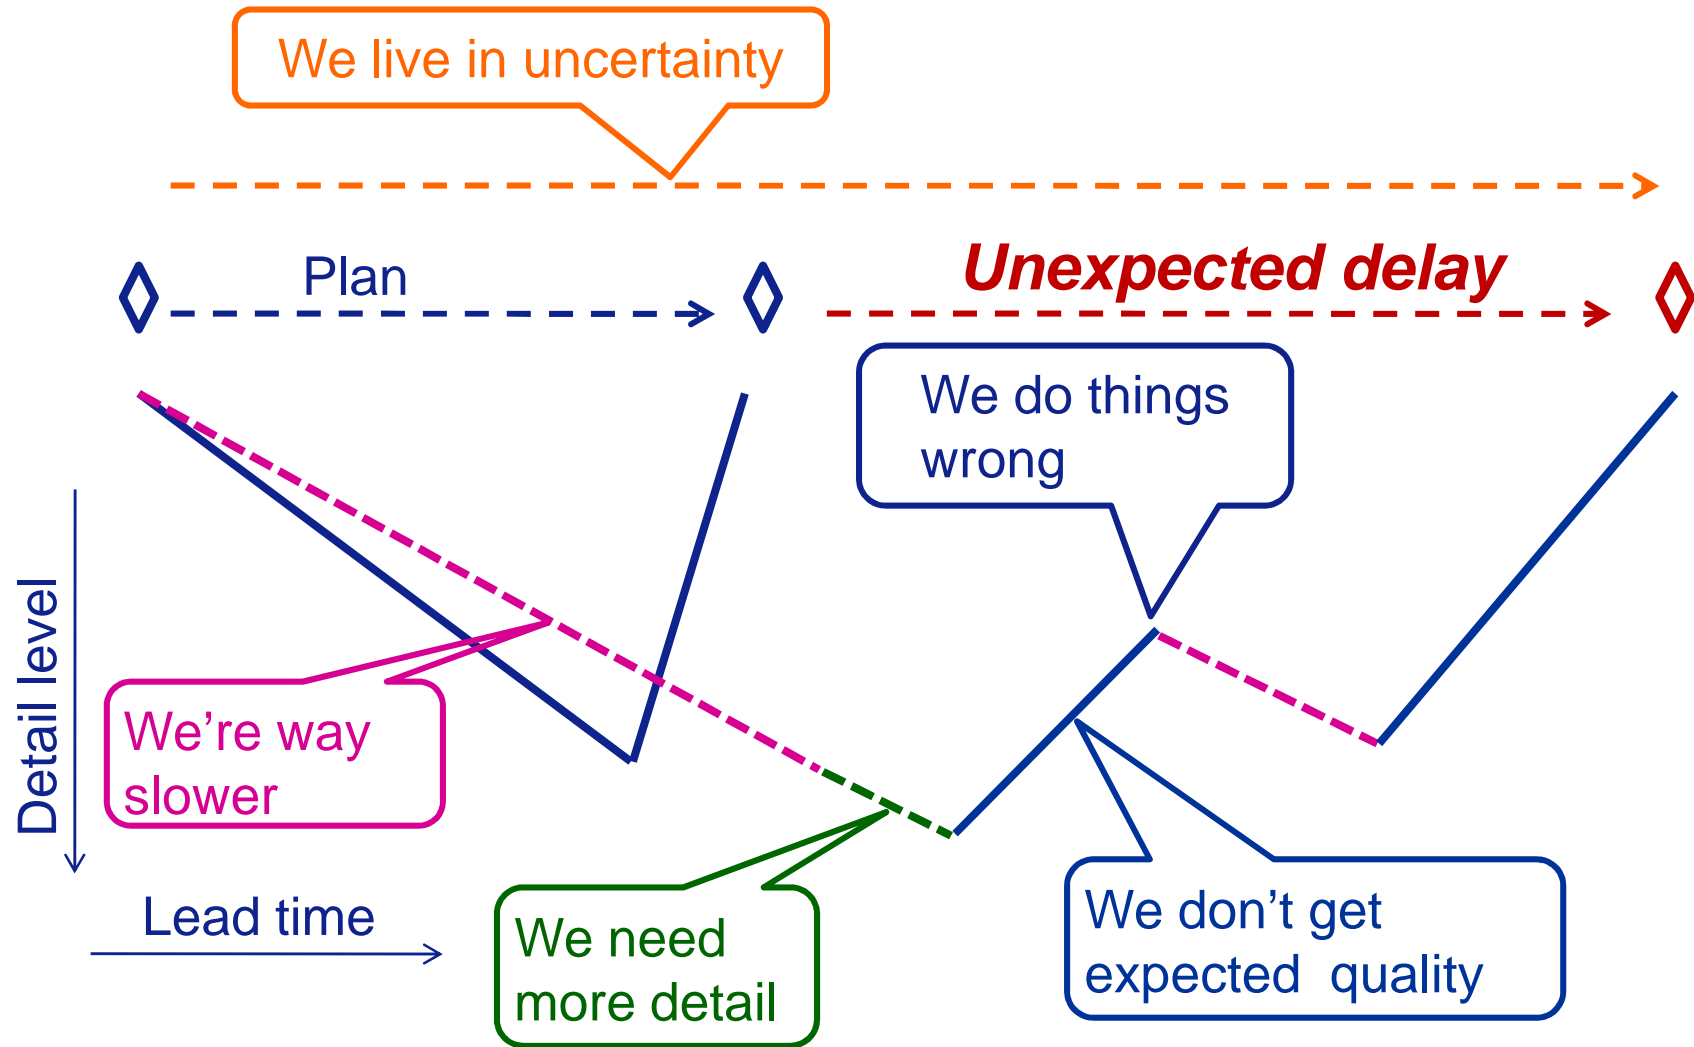 We live in uncertainty
Plan
Unexpected delay
We do things
wrong
Detail level
We’re way
slower
Lead time
We need
more detail
We don’t get
expected  quality